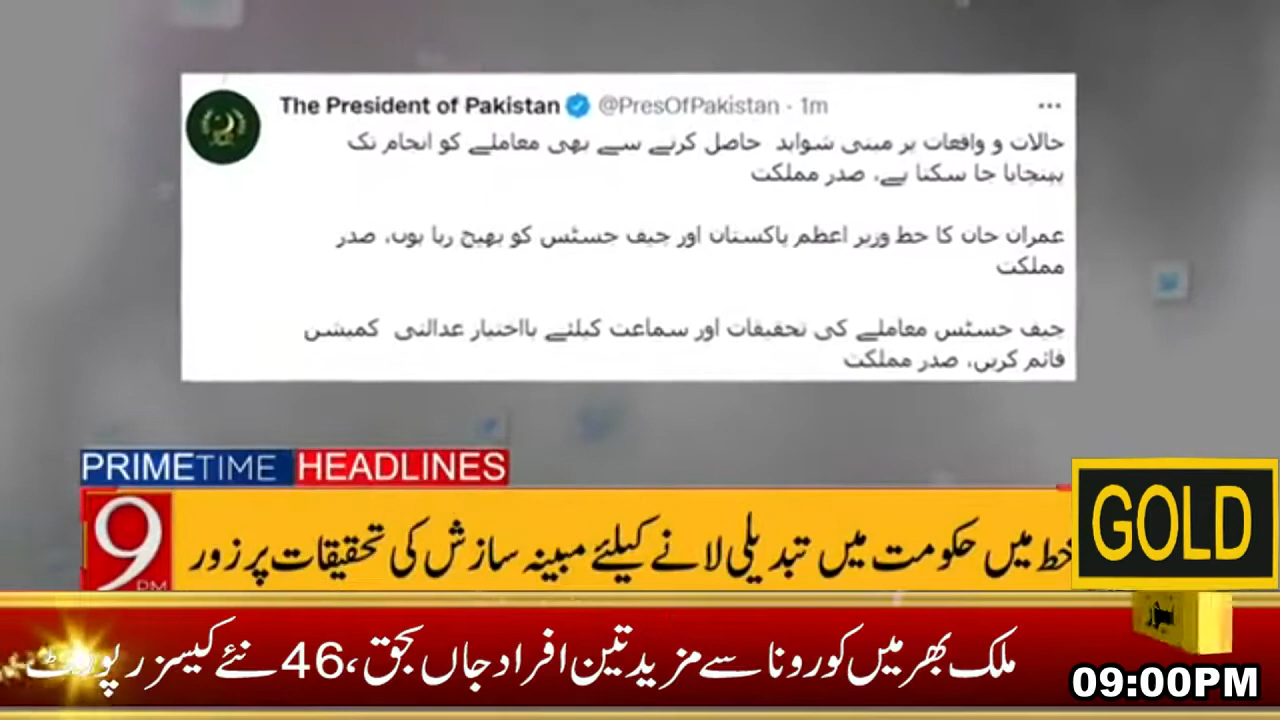 The President of Pakistan @PresOfPakistan · 1m
حالات و واقعات پر مبنی شواہد حاصل کرنے سے بھی معاملے کو انجام تک
پہنچایا جا سکتا ہے، صدر مملکت
عمران خان کا خط وزیر اعظم پاکستان اور چیف جسٹس کو بھیج رہا ہوں، صدر
مملکت
چیف جسٹس معاملے کی تحقیقات اور سماعت کیلئے بااختیار عدالتی کمیشن
قائم کریں، صدر مملکت
PRIMETIME HEADLINES
9 PM
خط میں حکومت میں تبدیلی لانے کیلئے مبینہ سازش کی تحقیقات پر زور
GOLD
نیوز
ملک بھر میں کورونا سے مزید تین افراد جاں بحق، 46 نئے کیسز رپورٹ
09:00PM